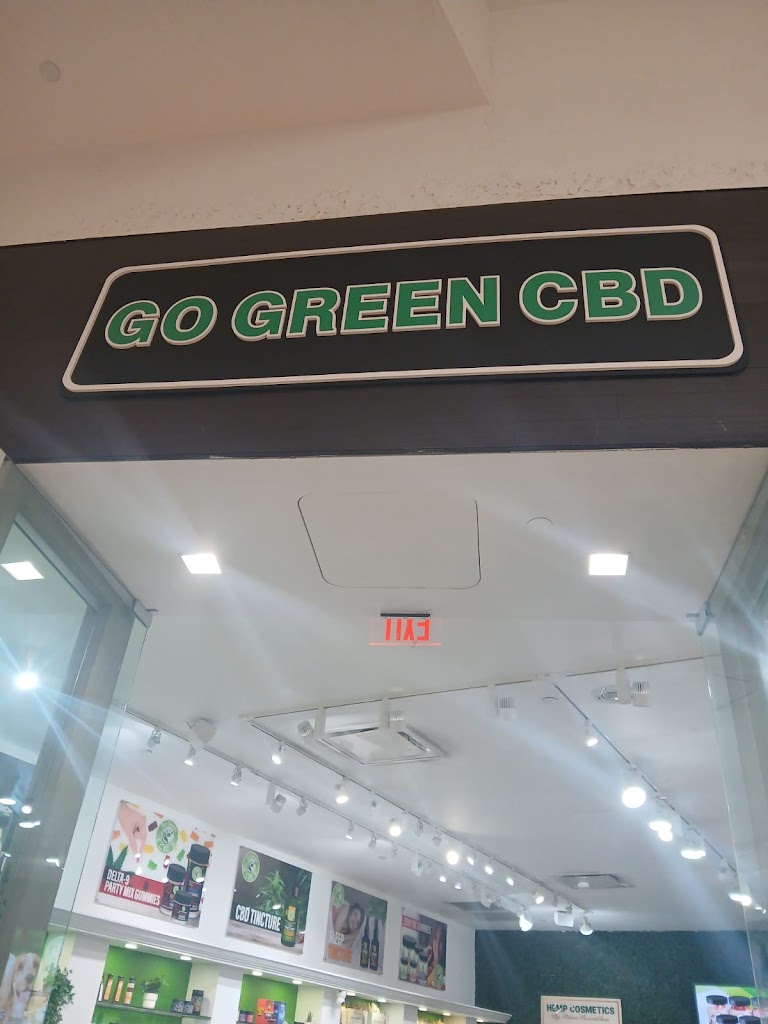 GO GREEN CBD
EXIT
DELTA-9
PARTY MIX GUMMIES
CBD TINCTURE
HEMP COSMETICS